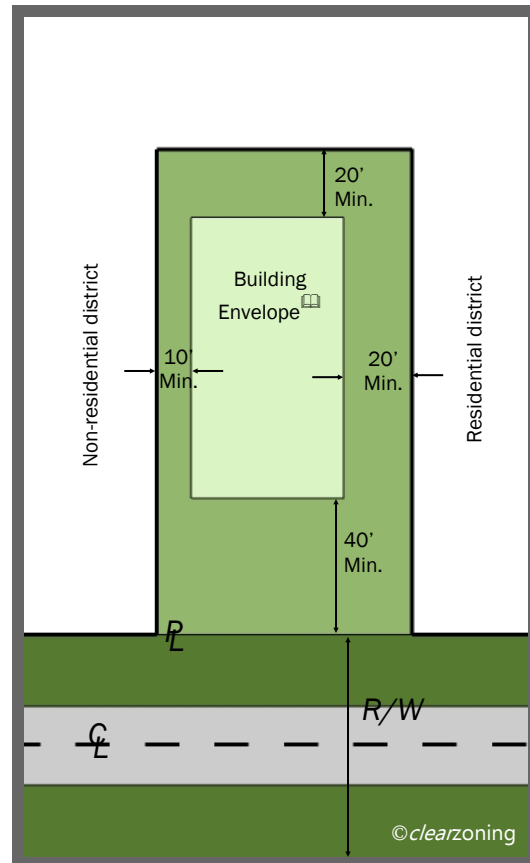 20’
Min.
Building
Envelope
Non-residential district
10’
Min.
20’
Min.
Residential district
40’
Min.
PL
R/W
CL
©clearzoning